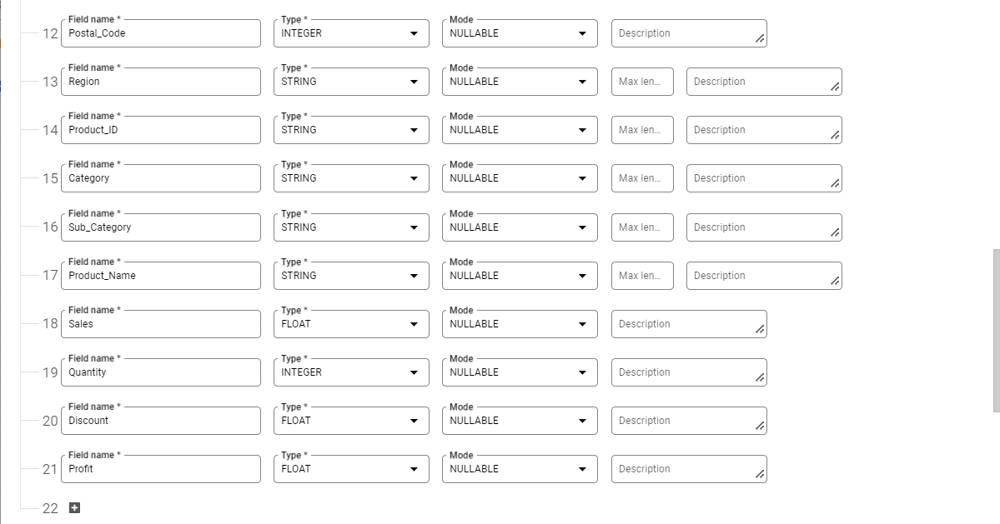 Field name * Type * Mode
12 Postal_Code INTEGER NULLABLE Description
Field name * Type * Mode
13 Region STRING NULLABLE Max len... Description
Field name * Type * Mode
14 Product_ID STRING NULLABLE Max len... Description
Field name * Type * Mode
15 Category STRING NULLABLE Max len... Description
Field name * Type * Mode
16 Sub_Category STRING NULLABLE Max len... Description
Field name * Type * Mode
17 Product_Name STRING NULLABLE Max len... Description
Field name * Type * Mode
18 Sales FLOAT NULLABLE Description
Field name * Type * Mode
19 Quantity INTEGER NULLABLE Description
Field name * Type * Mode
20 Discount FLOAT NULLABLE Description
Field name * Type * Mode
21 Profit FLOAT NULLABLE Description
22